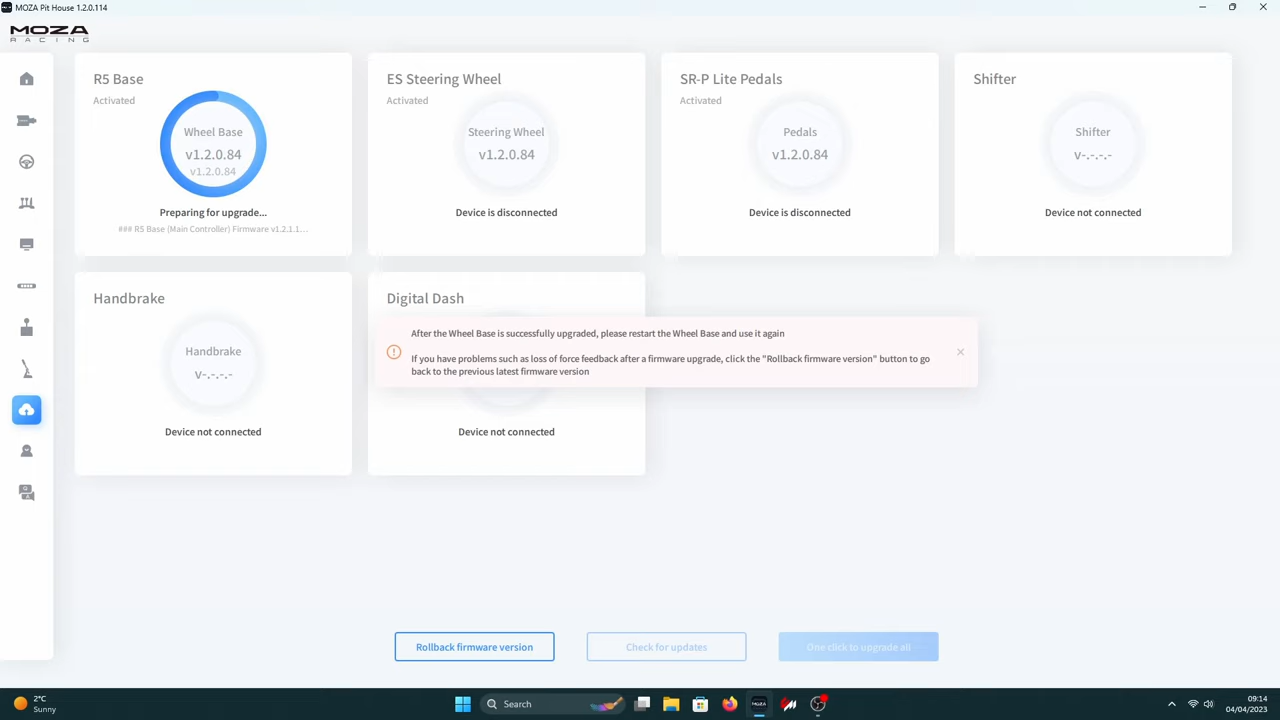 MOZA Pit House 1.2.0.114
MOZA
RACING
R5 Base
Activated
Wheel Base
v1.2.0.84
v1.2.0.84
Preparing for upgrade...
### R5 Base (Main Controller) Firmware v1.2.1.1...
ES Steering Wheel
Activated
Steering Wheel
v1.2.0.84
Device is disconnected
SR-P Lite Pedals
Activated
Pedals
v1.2.0.84
Device is disconnected
Shifter
Shifter
v-.-.-.-
Device not connected
Handbrake
Handbrake
v-.-.-.-
Device not connected
Digital Dash
After the Wheel Base is successfully upgraded, please restart the Wheel Base and use it again
If you have problems such as loss of force feedback after a firmware upgrade, click the "Rollback firmware version" button to go
back to the previous latest firmware version
Device not connected
Rollback firmware version
Check for updates
One click to upgrade all
2°C
Sunny
Search
MOZA
09:14
04/04/2023